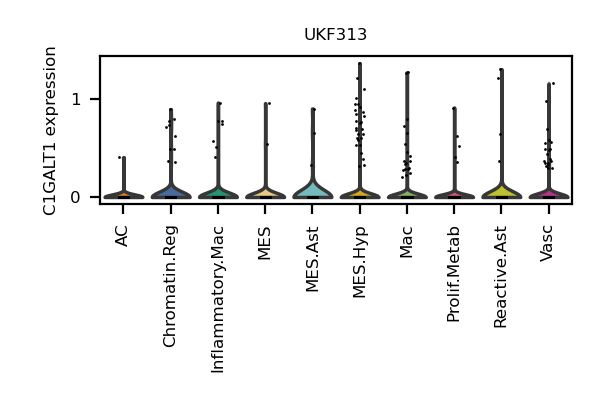 UKF313
C1GALT1 expression
1
0
AC
Chromatin.Reg
Inflammatory.Mac
MES
MES.Ast
MES.Hyp
Mac
Prolif.Metab
Reactive.Ast
Vasc